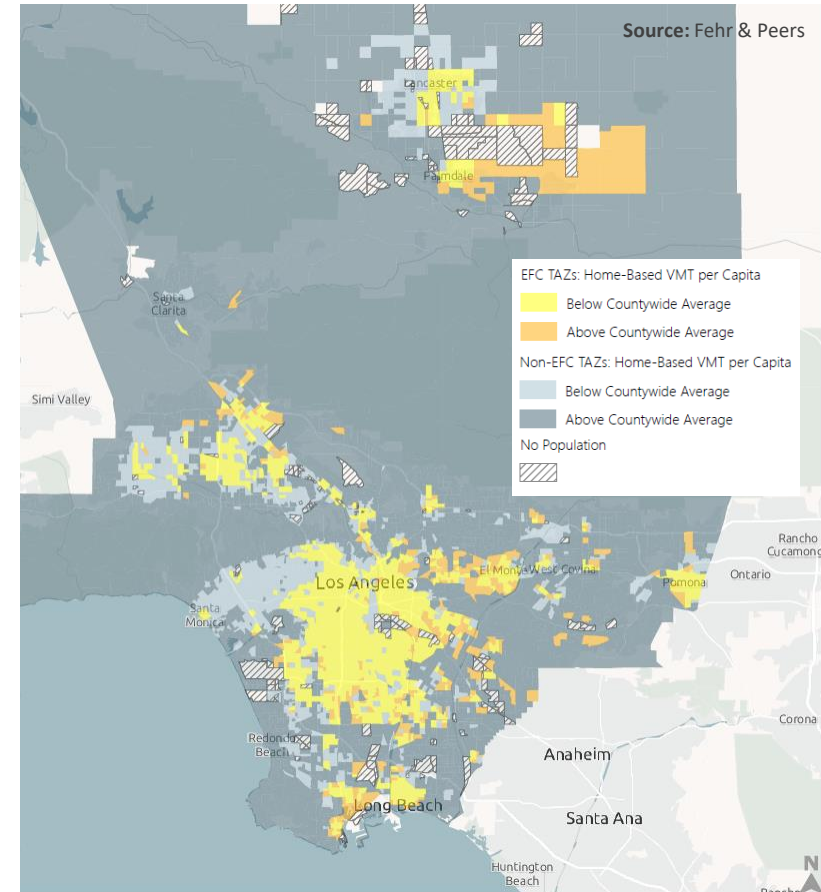 Source: Fehr & Peers
Lancaster
Palmdale
EFC TAZs: Home-Based VMT per Capita
Below Countywide Average
Above Countywide Average
Non-EFC TAZs: Home-Based VMT per Capita
Below Countywide Average
Above Countywide Average
No Population
Santa
Clarita
Simi Valley
Rancho
Cucamong
El Monte
West Covina
Ontario
Los Angeles
Pomona
Santa
Monica
Corona
Redondo
Beach
Anaheim
Long Beach
Santa Ana
Huntington
Beach
N